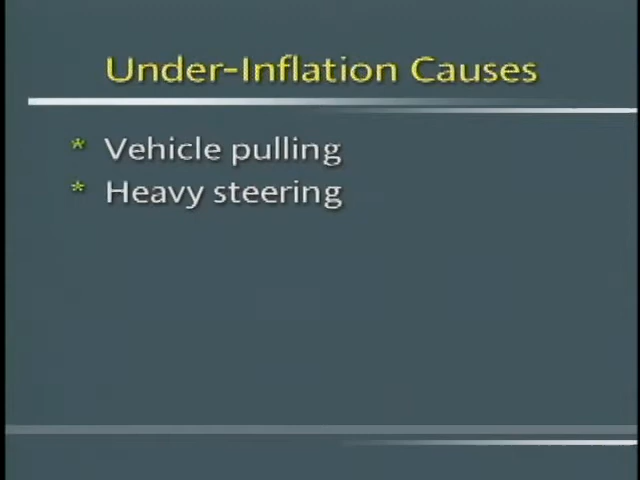 Under-Inflation Causes
* Vehicle pulling
* Heavy steering